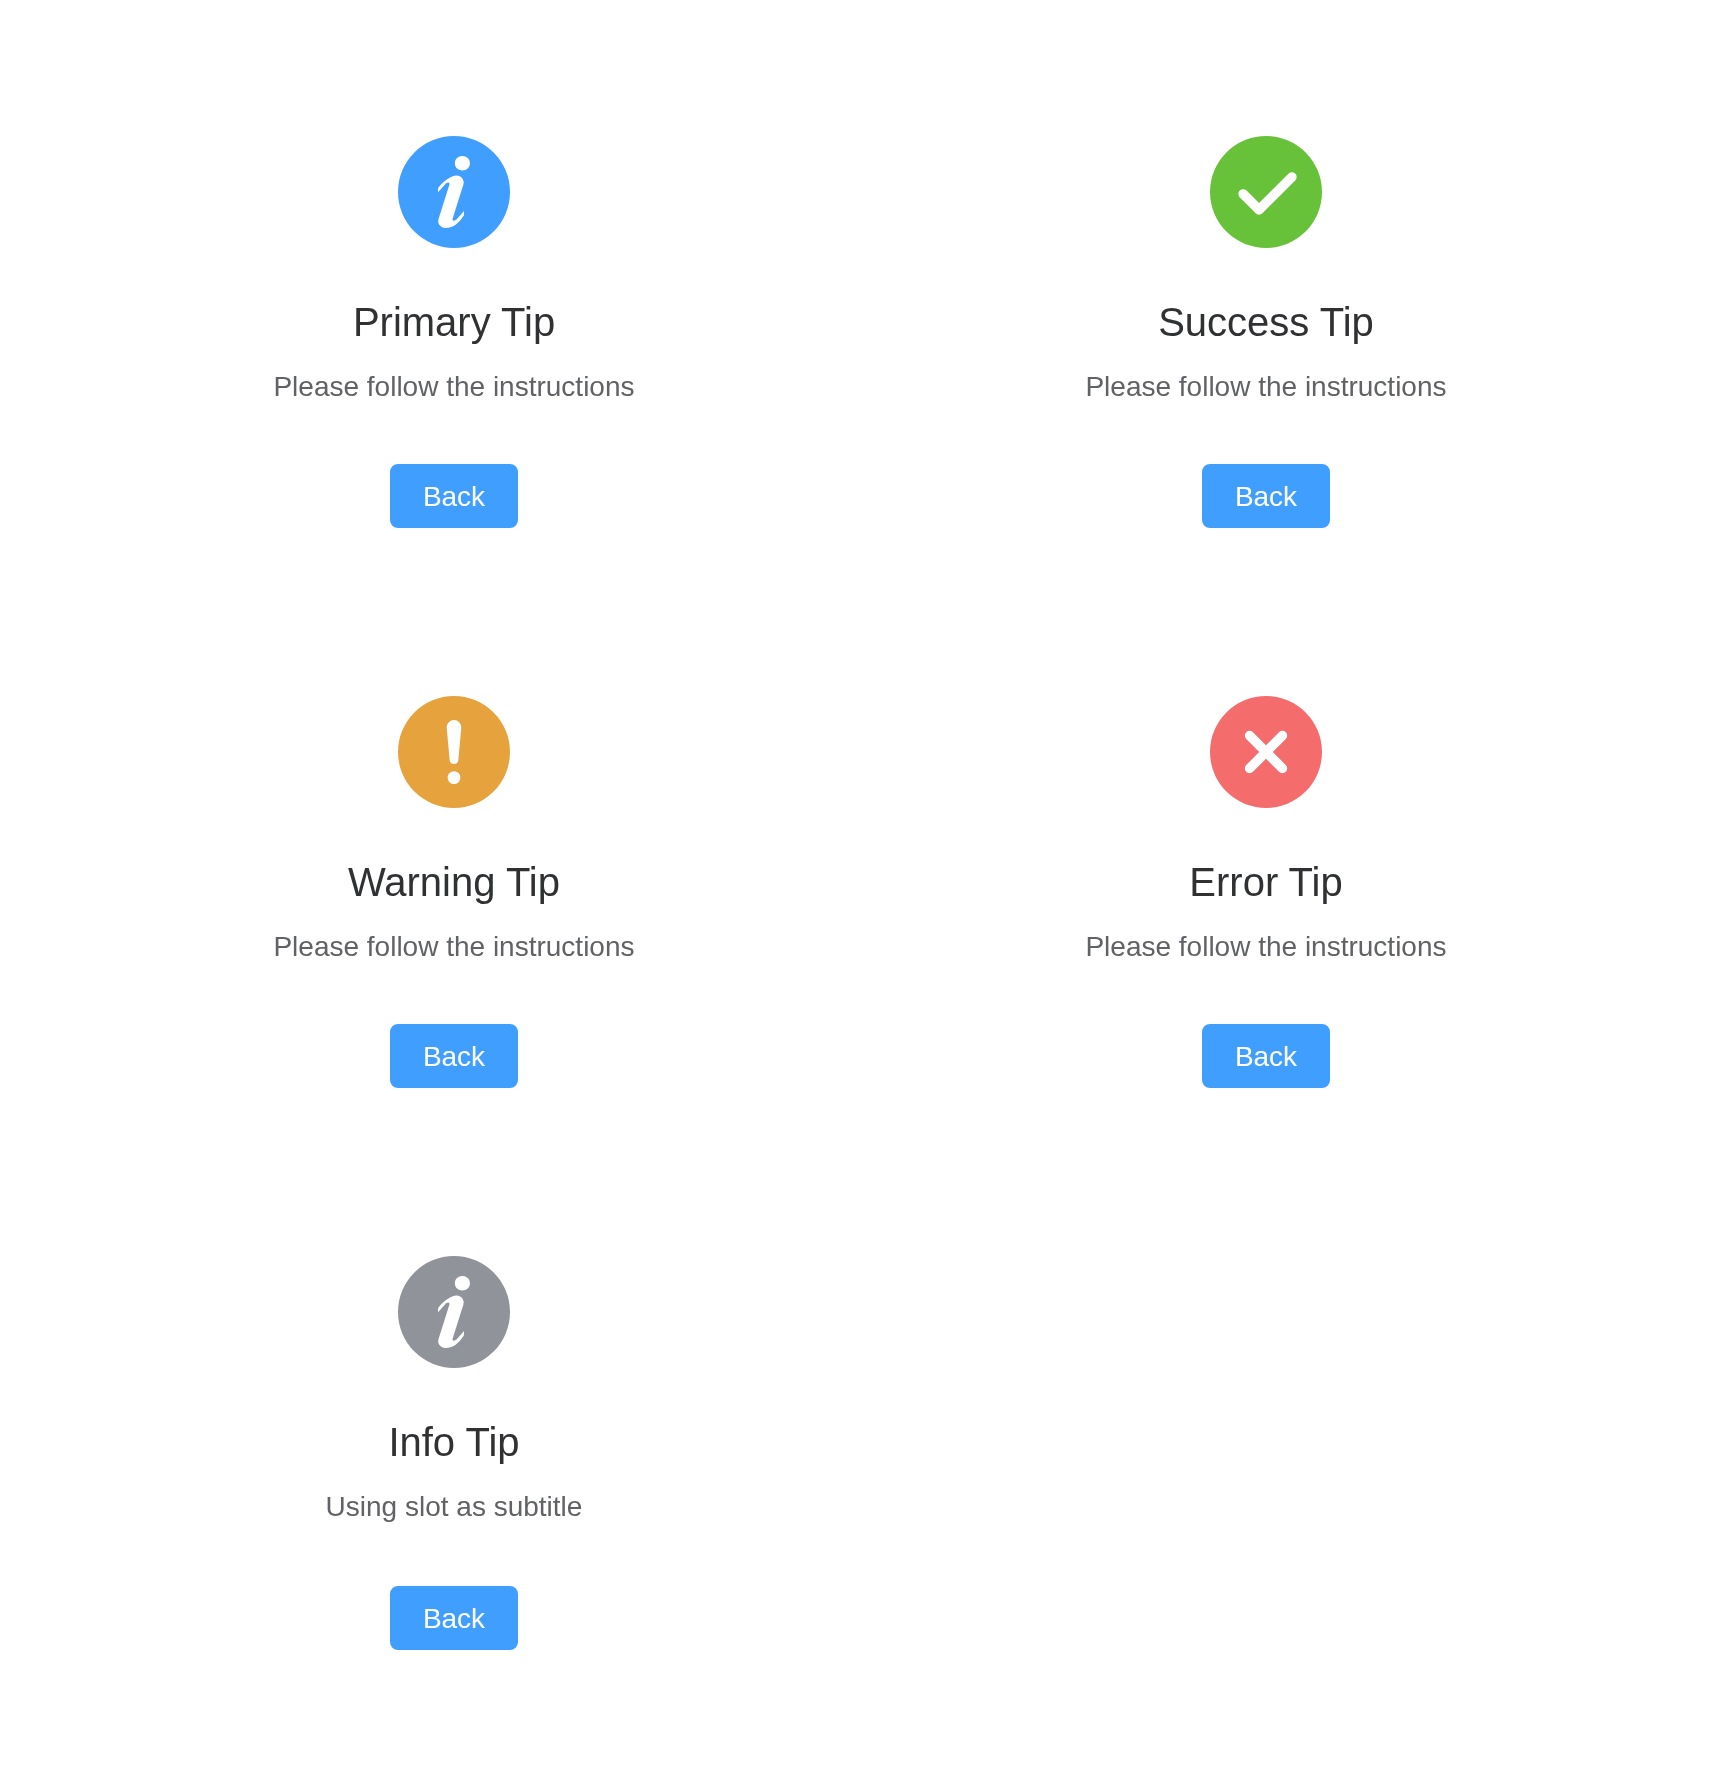 Primary Tip
Please follow the instructions
Back
Success Tip
Please follow the instructions
Back
Warning Tip
Please follow the instructions
Back
Error Tip
Please follow the instructions
Back
Info Tip
Using slot as subtitle
Back